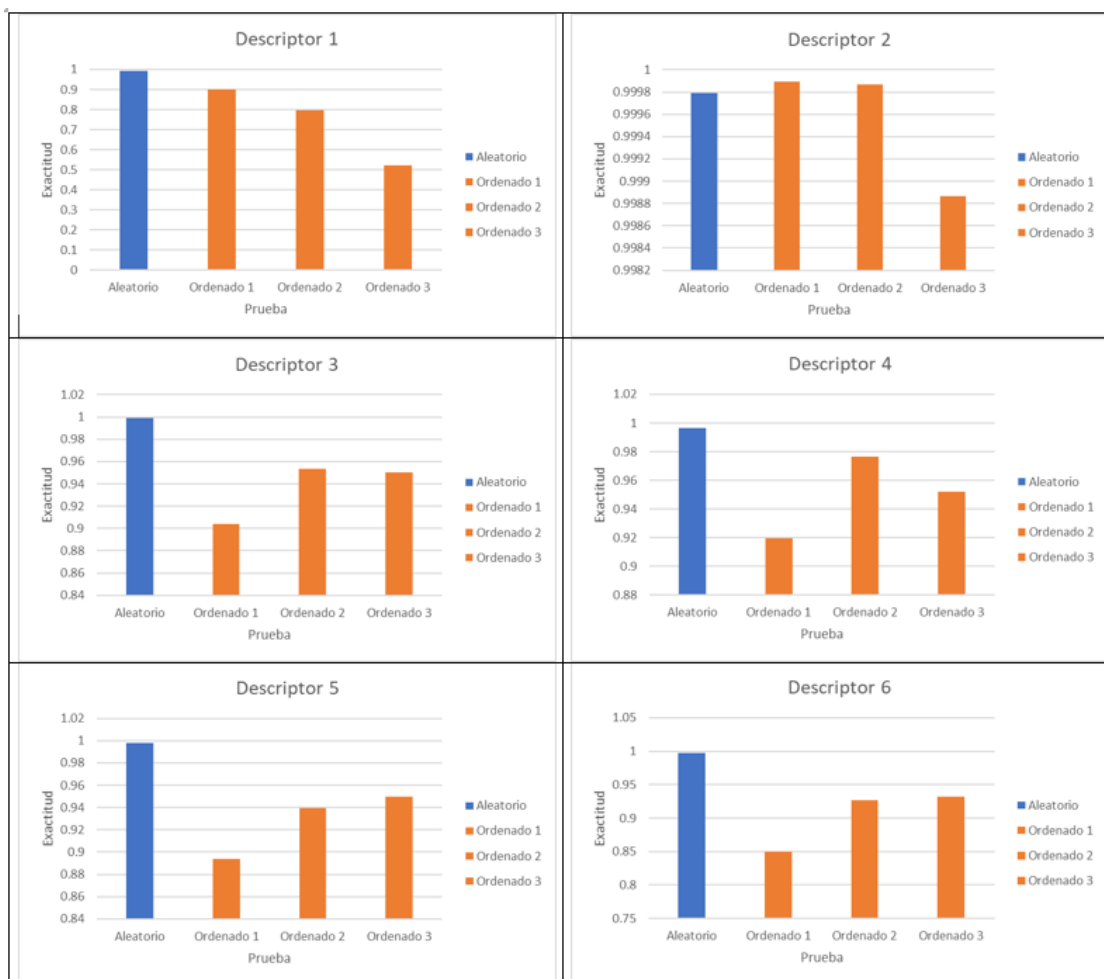 Descriptor 1
1
0.9
0.8
0.7
0.6
0.5
0.4
0.3
0.2
0.1
0
Exactitud
Aleatorio
Ordenado 1
Ordenado 2
Ordenado 3
Prueba
Aleatorio
Ordenado 1
Ordenado 2
Ordenado 3
Descriptor 2
1
0.9998
0.9996
0.9994
0.9992
0.999
0.9988
0.9986
0.9984
0.9982
Exactitud
Aleatorio
Ordenado 1
Ordenado 2
Ordenado 3
Prueba
Aleatorio
Ordenado 1
Ordenado 2
Ordenado 3
Descriptor 3
1.02
1
0.98
0.96
0.94
0.92
0.9
0.88
0.86
0.84
Exactitud
Aleatorio
Ordenado 1
Ordenado 2
Ordenado 3
Prueba
Aleatorio
Ordenado 1
Ordenado 2
Ordenado 3
Descriptor 4
1.02
1
0.98
0.96
0.94
0.92
0.9
0.88
Exactitud
Aleatorio
Ordenado 1
Ordenado 2
Ordenado 3
Prueba
Aleatorio
Ordenado 1
Ordenado 2
Ordenado 3
Descriptor 5
1.02
1
0.98
0.96
0.94
0.92
0.9
0.88
0.86
0.84
Exactitud
Aleatorio
Ordenado 1
Ordenado 2
Ordenado 3
Prueba
Aleatorio
Ordenado 1
Ordenado 2
Ordenado 3
Descriptor 6
1.05
1
0.95
0.9
0.85
0.8
0.75
Exactitud
Aleatorio
Ordenado 1
Ordenado 2
Ordenado 3
Prueba
Aleatorio
Ordenado 1
Ordenado 2
Ordenado 3